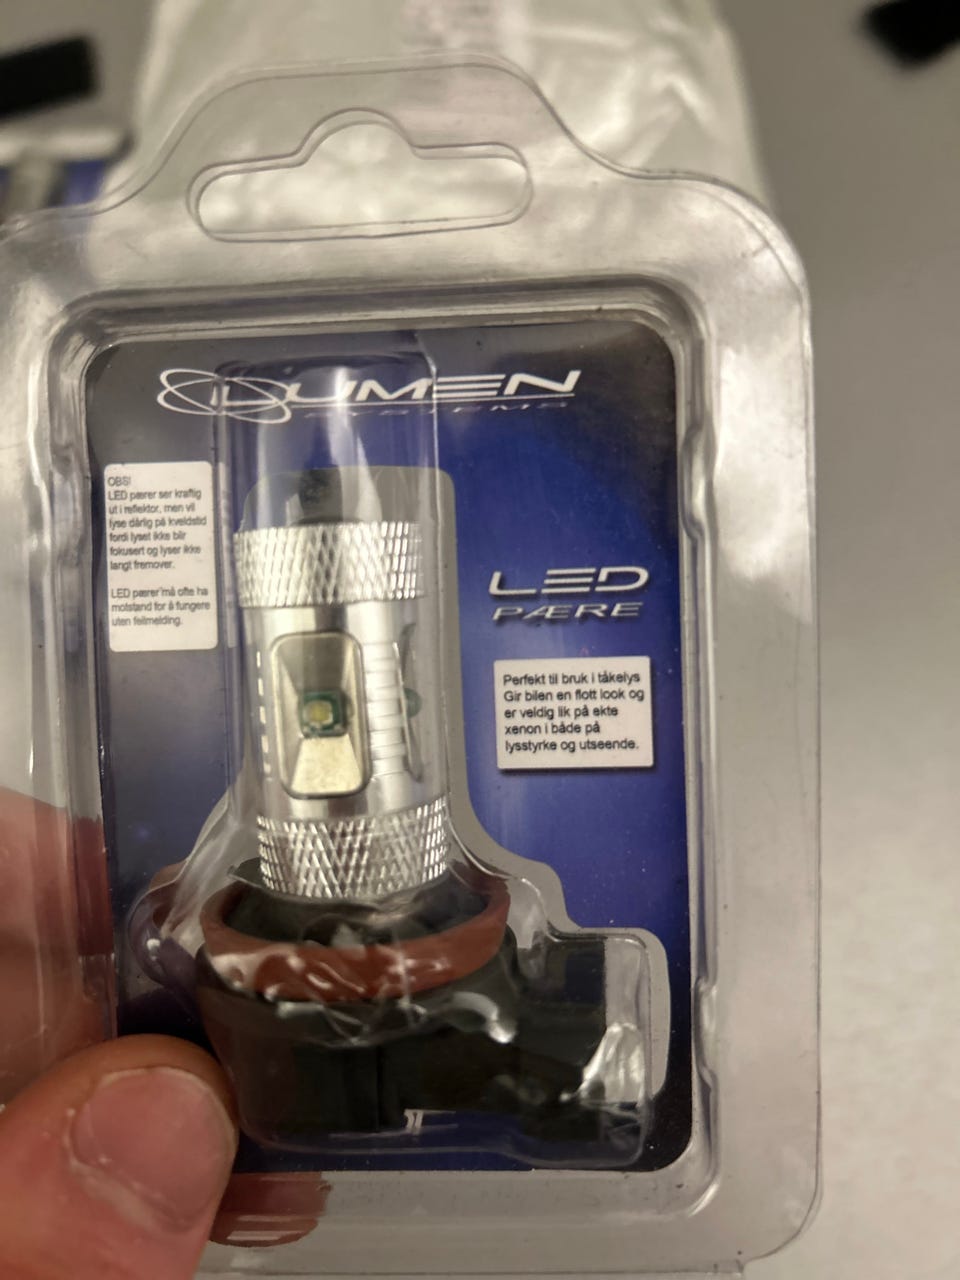 LUMEN
SYSTEMS
OBS!
LED pærer ser kraftig
ut i reflektor, men vil
lyse dårlig på kveldstid
fordi lyset ikke blir
fokusert og lyser ikke
langt fremover.
LED pærer må ofte ha
motstand for å fungere
uten feilmelding.
LED
PÆRE
Perfekt til bruk i tåkelys
Gir bilen en flott look og
er veldig lik på ekte
xenon i både på
lysstyrke og utseende.